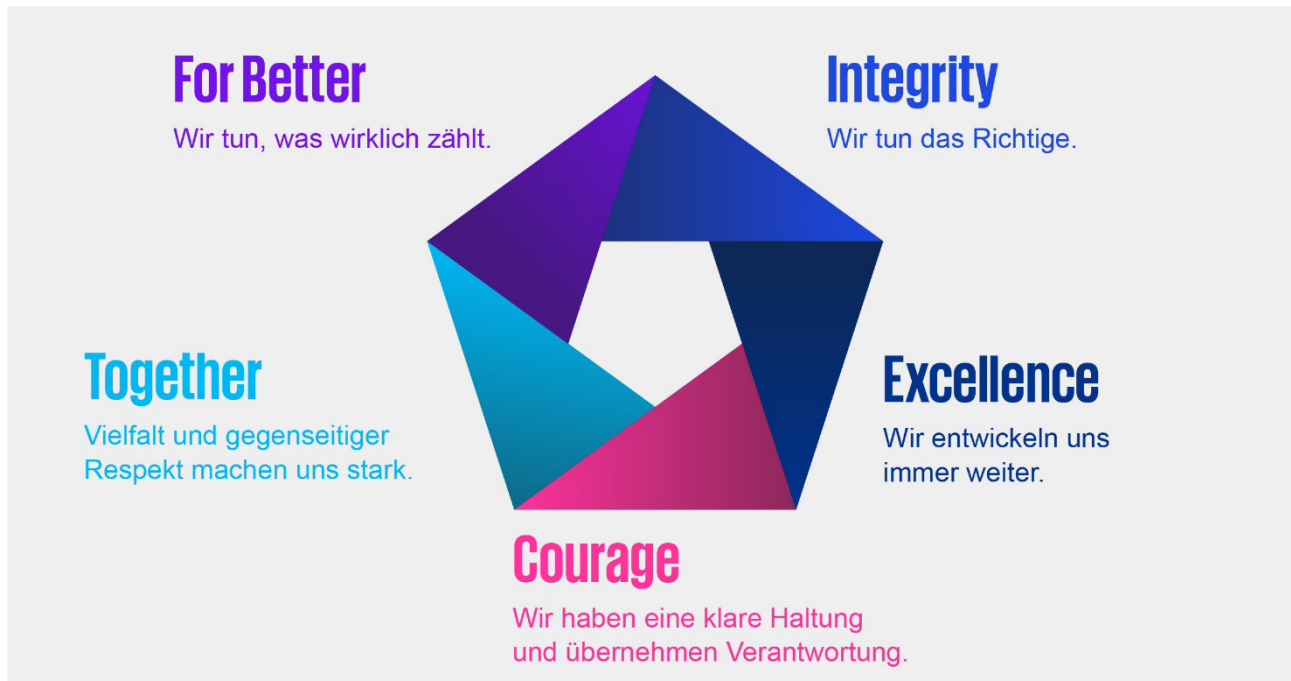 For Better
Wir tun, was wirklich zählt.
Integrity
Wir tun das Richtige.
Together
Vielfalt und gegenseitiger
Respekt machen uns stark.
Excellence
Wir entwickeln uns
immer weiter.
Courage
Wir haben eine klare Haltung
und übernehmen Verantwortung.